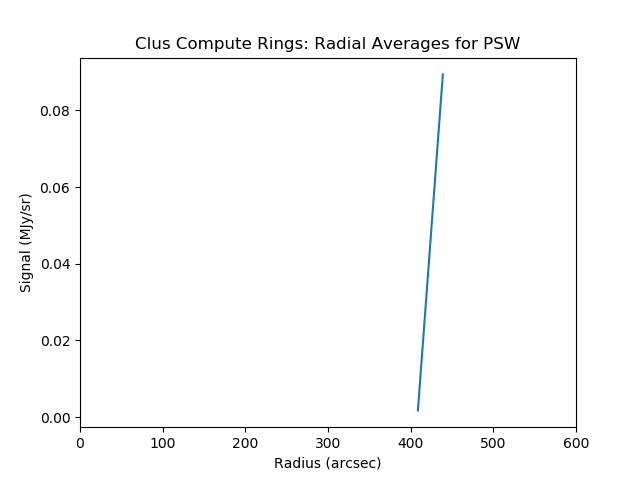 Clus Compute Rings: Radial Averages for PSW
Signal (MJy/sr)
0.08
0.06
0.04
0.02
0.00
0 100 200 300 400 500 600
Radius (arcsec)